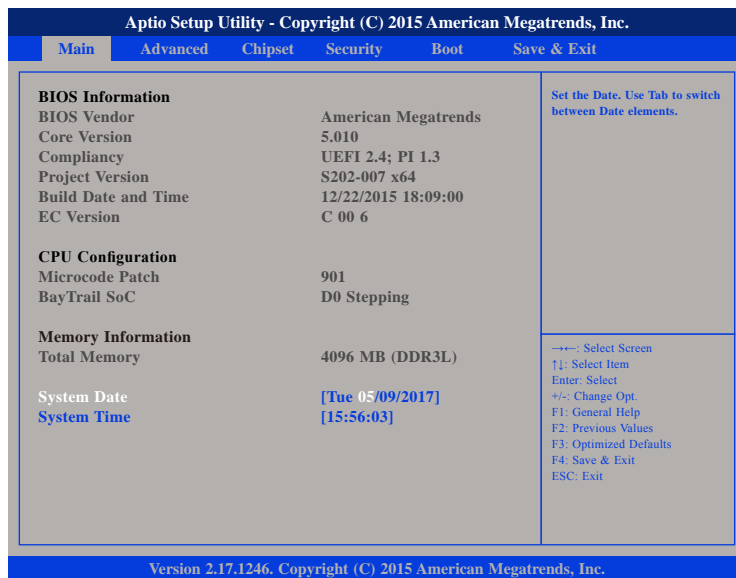 Aptio Setup Utility - Copyright (C) 2015 American Megatrends, Inc.
Main Advanced Chipset Security Boot Save & Exit
BIOS Information
BIOS Vendor American Megatrends
Core Version 5.010
Compliancy UEFI 2.4; PI 1.3
Project Version S202-007 x64
Build Date and Time 12/22/2015 18:09:00
EC Version C 00 6
CPU Configuration
Microcode Patch 901
BayTrail SoC D0 Stepping
Memory Information
Total Memory 4096 MB (DDR3L)
System Date [Tue 05/09/2017]
System Time [15:56:03]
Set the Date. Use Tab to switch
between Date elements.
→←: Select Screen
↑↓: Select Item
Enter: Select
+/-: Change Opt.
F1: General Help
F2: Previous Values
F3: Optimized Defaults
F4: Save & Exit
ESC: Exit
Version 2.17.1246. Copyright (C) 2015 American Megatrends, Inc.